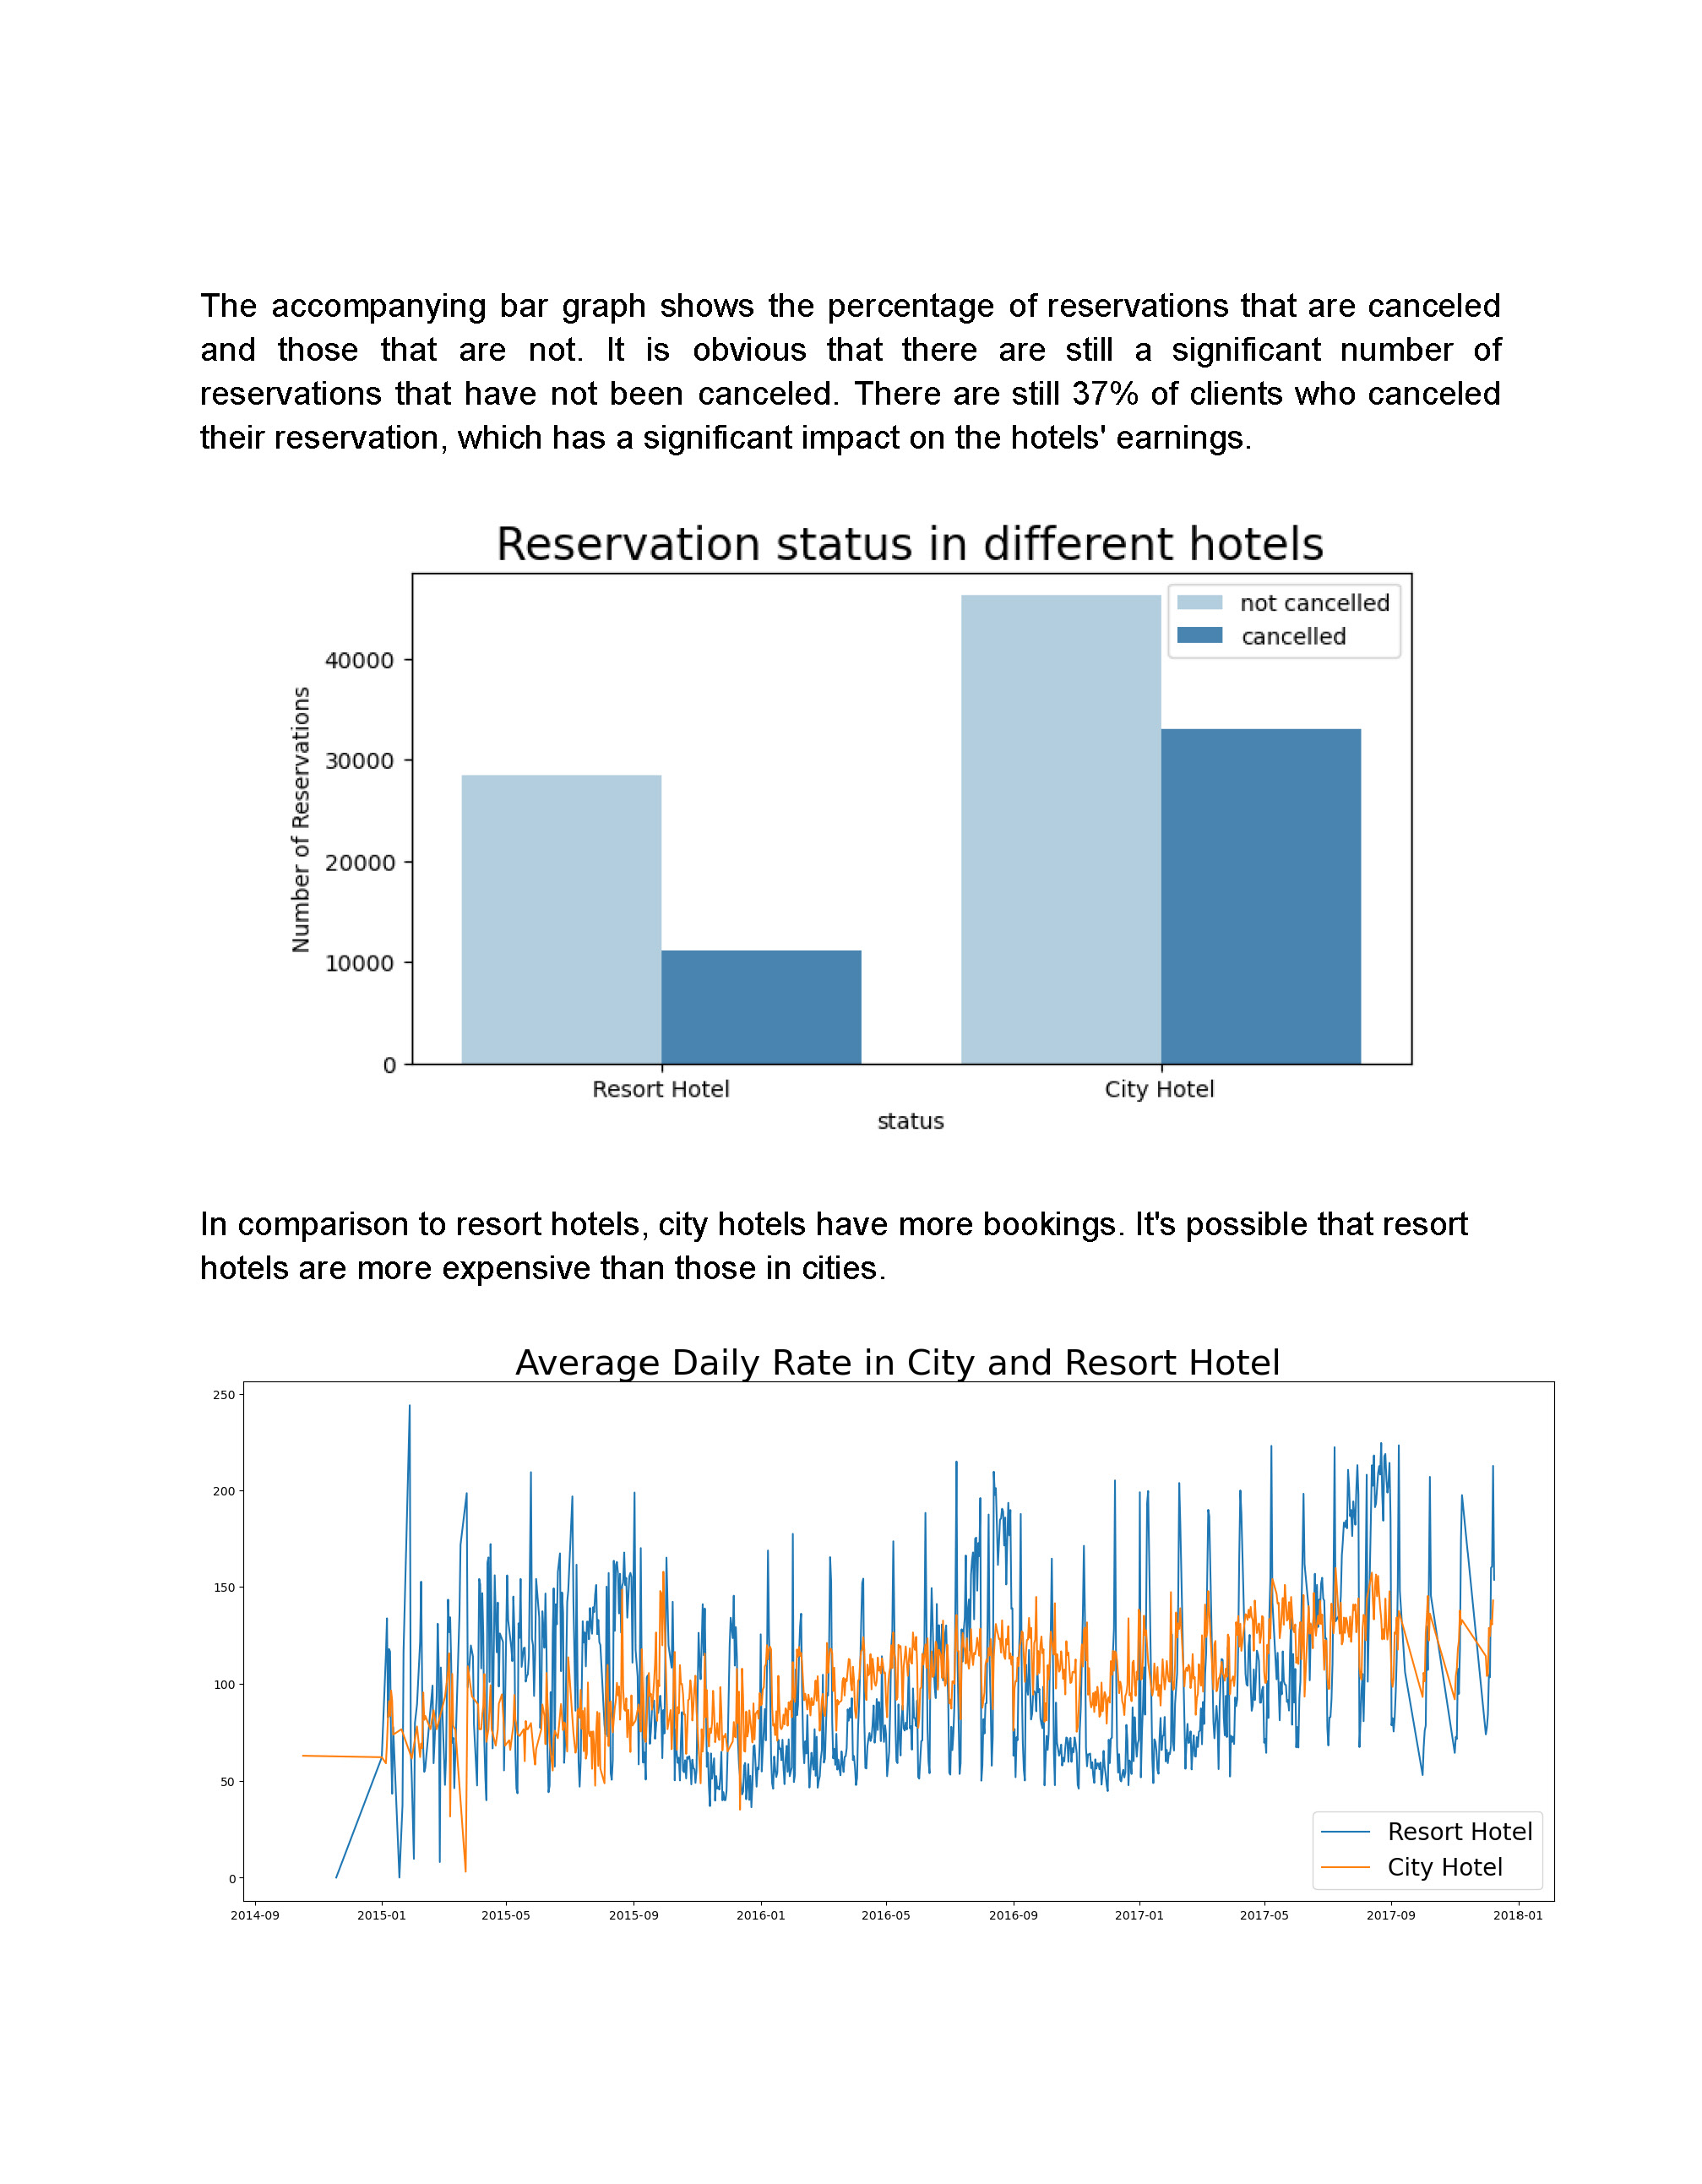 The accompanying bar graph shows the percentage of reservations that are canceled
and those that are not. It is obvious that there are still a significant number of
reservations that have not been canceled. There are still 37% of clients who canceled
their reservation, which has a significant impact on the hotels' earnings.
Reservation status in different hotels
not cancelled
cancelled
40000
30000
20000
10000
0
Number of Reservations
Resort Hotel City Hotel
status
In comparison to resort hotels, city hotels have more bookings. It's possible that resort
hotels are more expensive than those in cities.
Average Daily Rate in City and Resort Hotel
250
200
150
100
50
0
Resort Hotel
City Hotel
2014-09 2015-01 2015-05 2015-09 2016-01 2016-05 2016-09 2017-01 2017-05 2017-09 2018-01